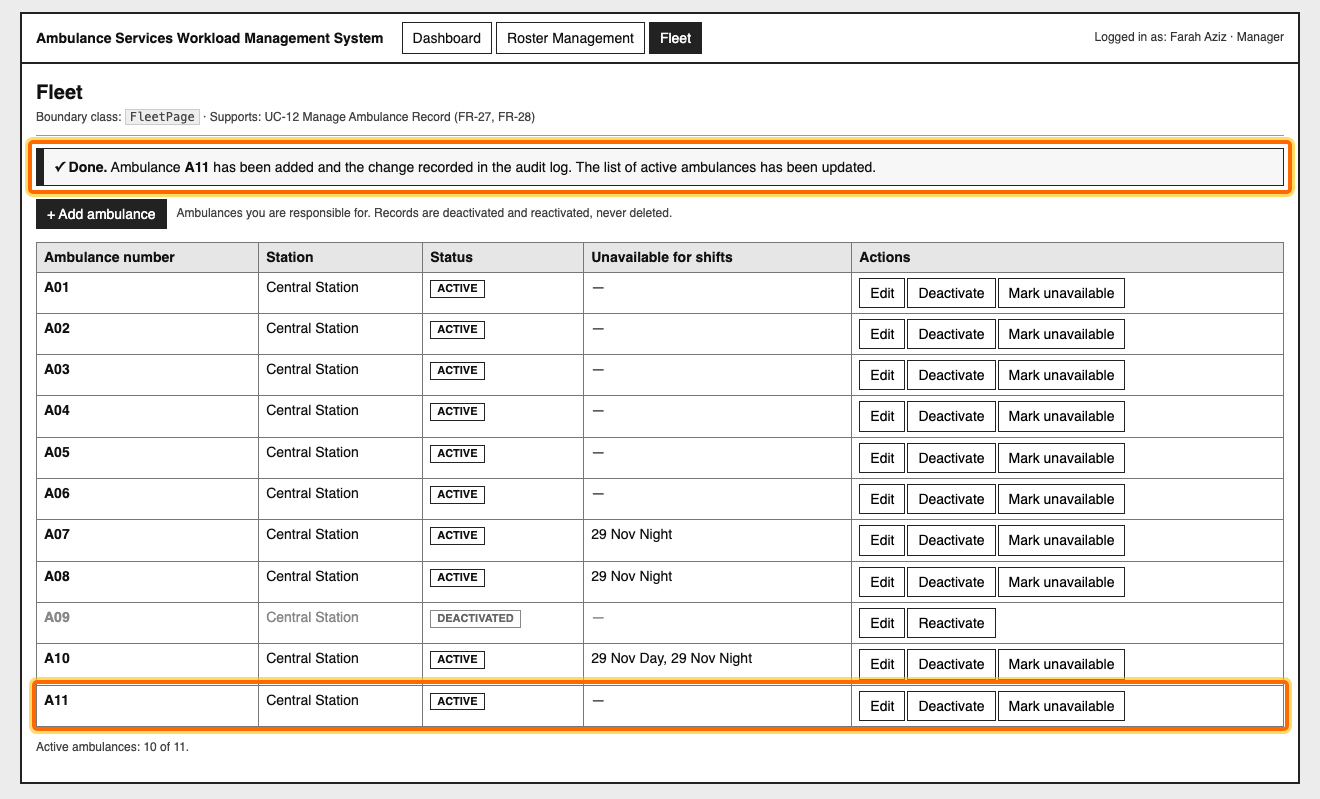 Ambulance Services Workload Management System Dashboard Roster Management Fleet Logged in as: Farah Aziz · Manager
Fleet
Boundary class: FleetPage · Supports: UC-12 Manage Ambulance Record (FR-27, FR-28)
✓ Done. Ambulance A11 has been added and the change recorded in the audit log. The list of active ambulances has been updated.
+ Add ambulance Ambulances you are responsible for. Records are deactivated and reactivated, never deleted.
Ambulance number Station Status Unavailable for shifts Actions
A01 Central Station ACTIVE — Edit Deactivate Mark unavailable
A02 Central Station ACTIVE — Edit Deactivate Mark unavailable
A03 Central Station ACTIVE — Edit Deactivate Mark unavailable
A04 Central Station ACTIVE — Edit Deactivate Mark unavailable
A05 Central Station ACTIVE — Edit Deactivate Mark unavailable
A06 Central Station ACTIVE — Edit Deactivate Mark unavailable
A07 Central Station ACTIVE 29 Nov Night Edit Deactivate Mark unavailable
A08 Central Station ACTIVE 29 Nov Night Edit Deactivate Mark unavailable
A09 Central Station DEACTIVATED — Edit Reactivate
A10 Central Station ACTIVE 29 Nov Day, 29 Nov Night Edit Deactivate Mark unavailable
A11 Central Station ACTIVE — Edit Deactivate Mark unavailable
Active ambulances: 10 of 11.